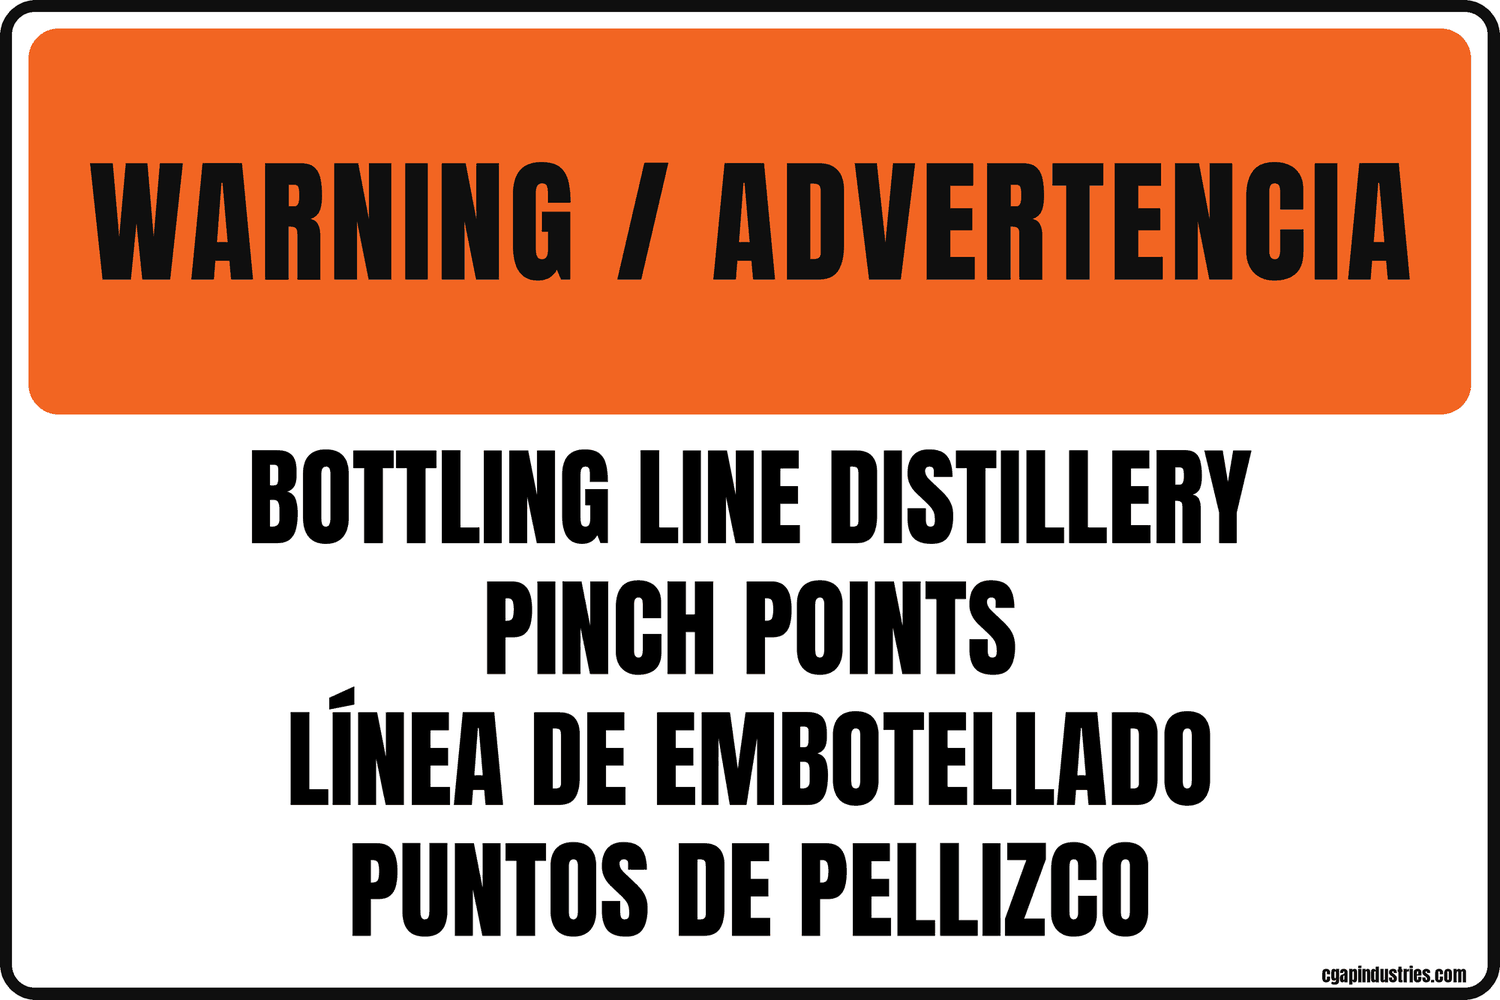 WARNING / ADVERTENCIA
BOTTLING LINE DISTILLERY
PINCH POINTS
LÍNEA DE EMBOTELLADO
PUNTOS DE PELLIZCO
cgapindustries.com